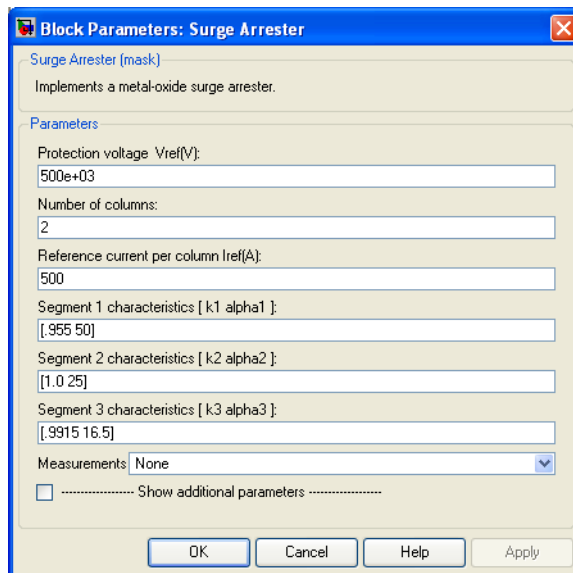 Block Parameters: Surge Arrester
Surge Arrester (mask)
Implements a metal-oxide surge arrester.
Parameters
Protection voltage Vref(V):
500e+03
Number of columns:
2
Reference current per column Iref(A):
500
Segment 1 characteristics [ k1 alpha1 ]:
[.955 50]
Segment 2 characteristics [ k2 alpha2 ]:
[1.0 25]
Segment 3 characteristics [ k3 alpha3 ]:
[.9915 16.5]
Measurements None
------------------ Show additional parameters ------------------
OK Cancel Help Apply